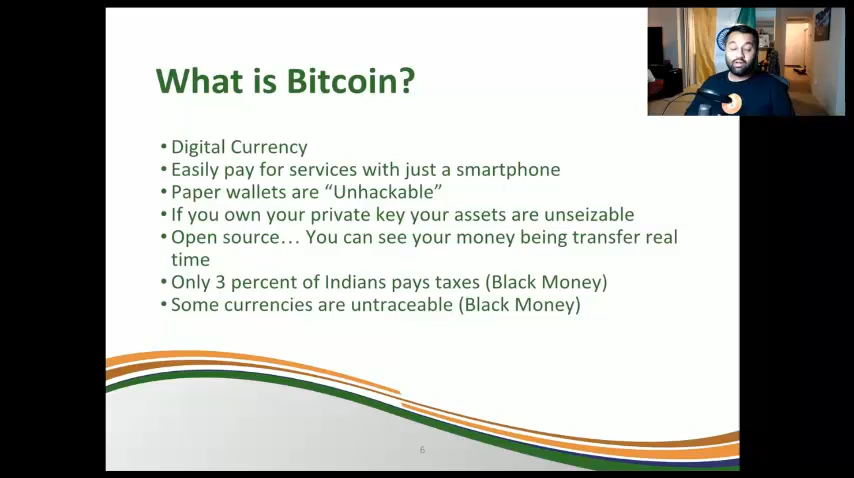 What is Bitcoin?
• Digital Currency
• Easily pay for services with just a smartphone
• Paper wallets are “Unhackable”
• If you own your private key your assets are unseizable
• Open source… You can see your money being transfer real
time
• Only 3 percent of Indians pays taxes (Black Money)
• Some currencies are untraceable (Black Money)
6